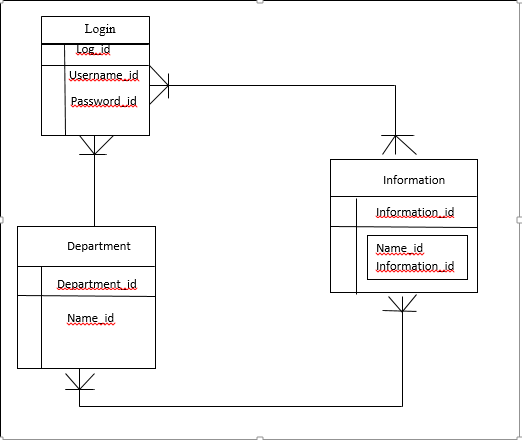 Login
Log_id
Username_id
Password_id
Information
Information_id
Name_id
Information_id
Department
Department_id
Name_id